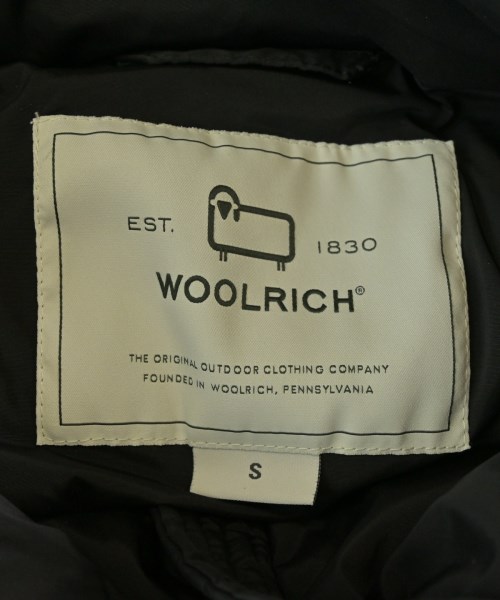 EST. 1830
WOOLRICH®
THE ORIGINAL OUTDOOR CLOTHING COMPANY
FOUNDED IN WOOLRICH, PENNSYLVANIA
S